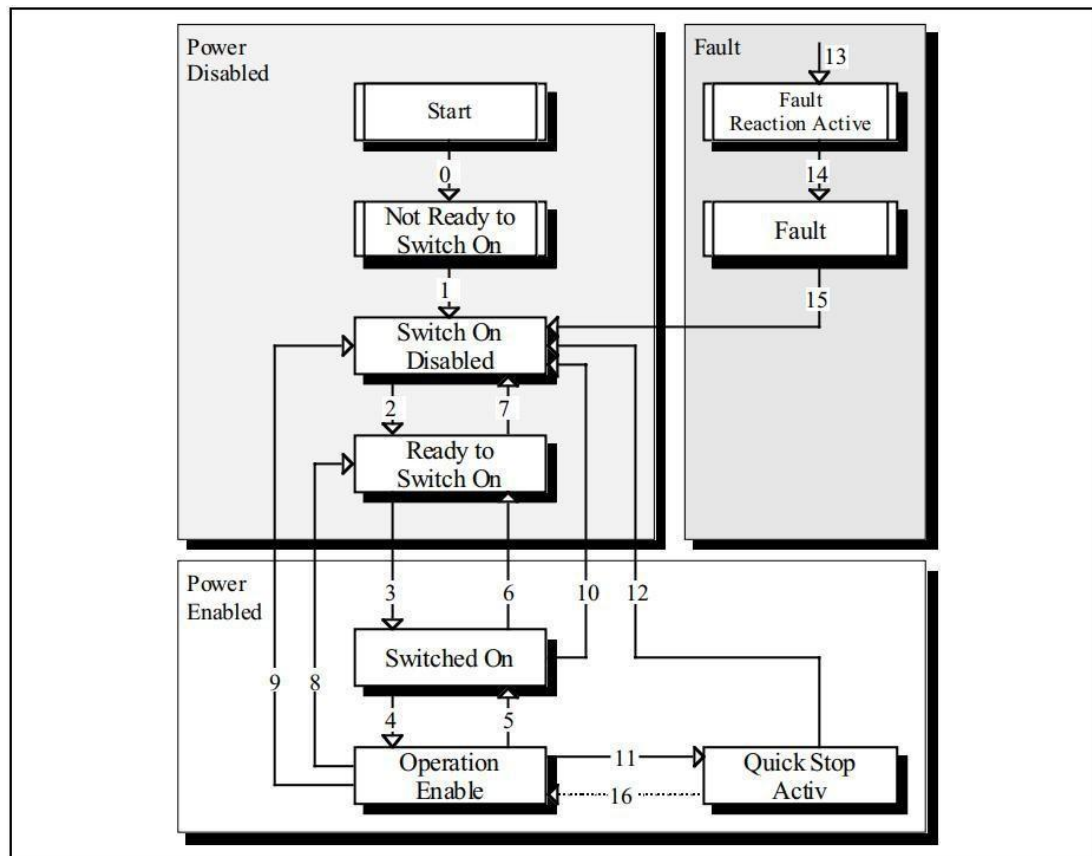 Power
Disabled
Start
0
Not Ready to
Switch On
1
Switch On
Disabled
2
7
Ready to
Switch On
Fault
13
Fault
Reaction Active
14
Fault
15
Power
Enabled
3
6
10
12
Switched On
9
8
4
5
Operation
Enable
11
16
Quick Stop
Activ